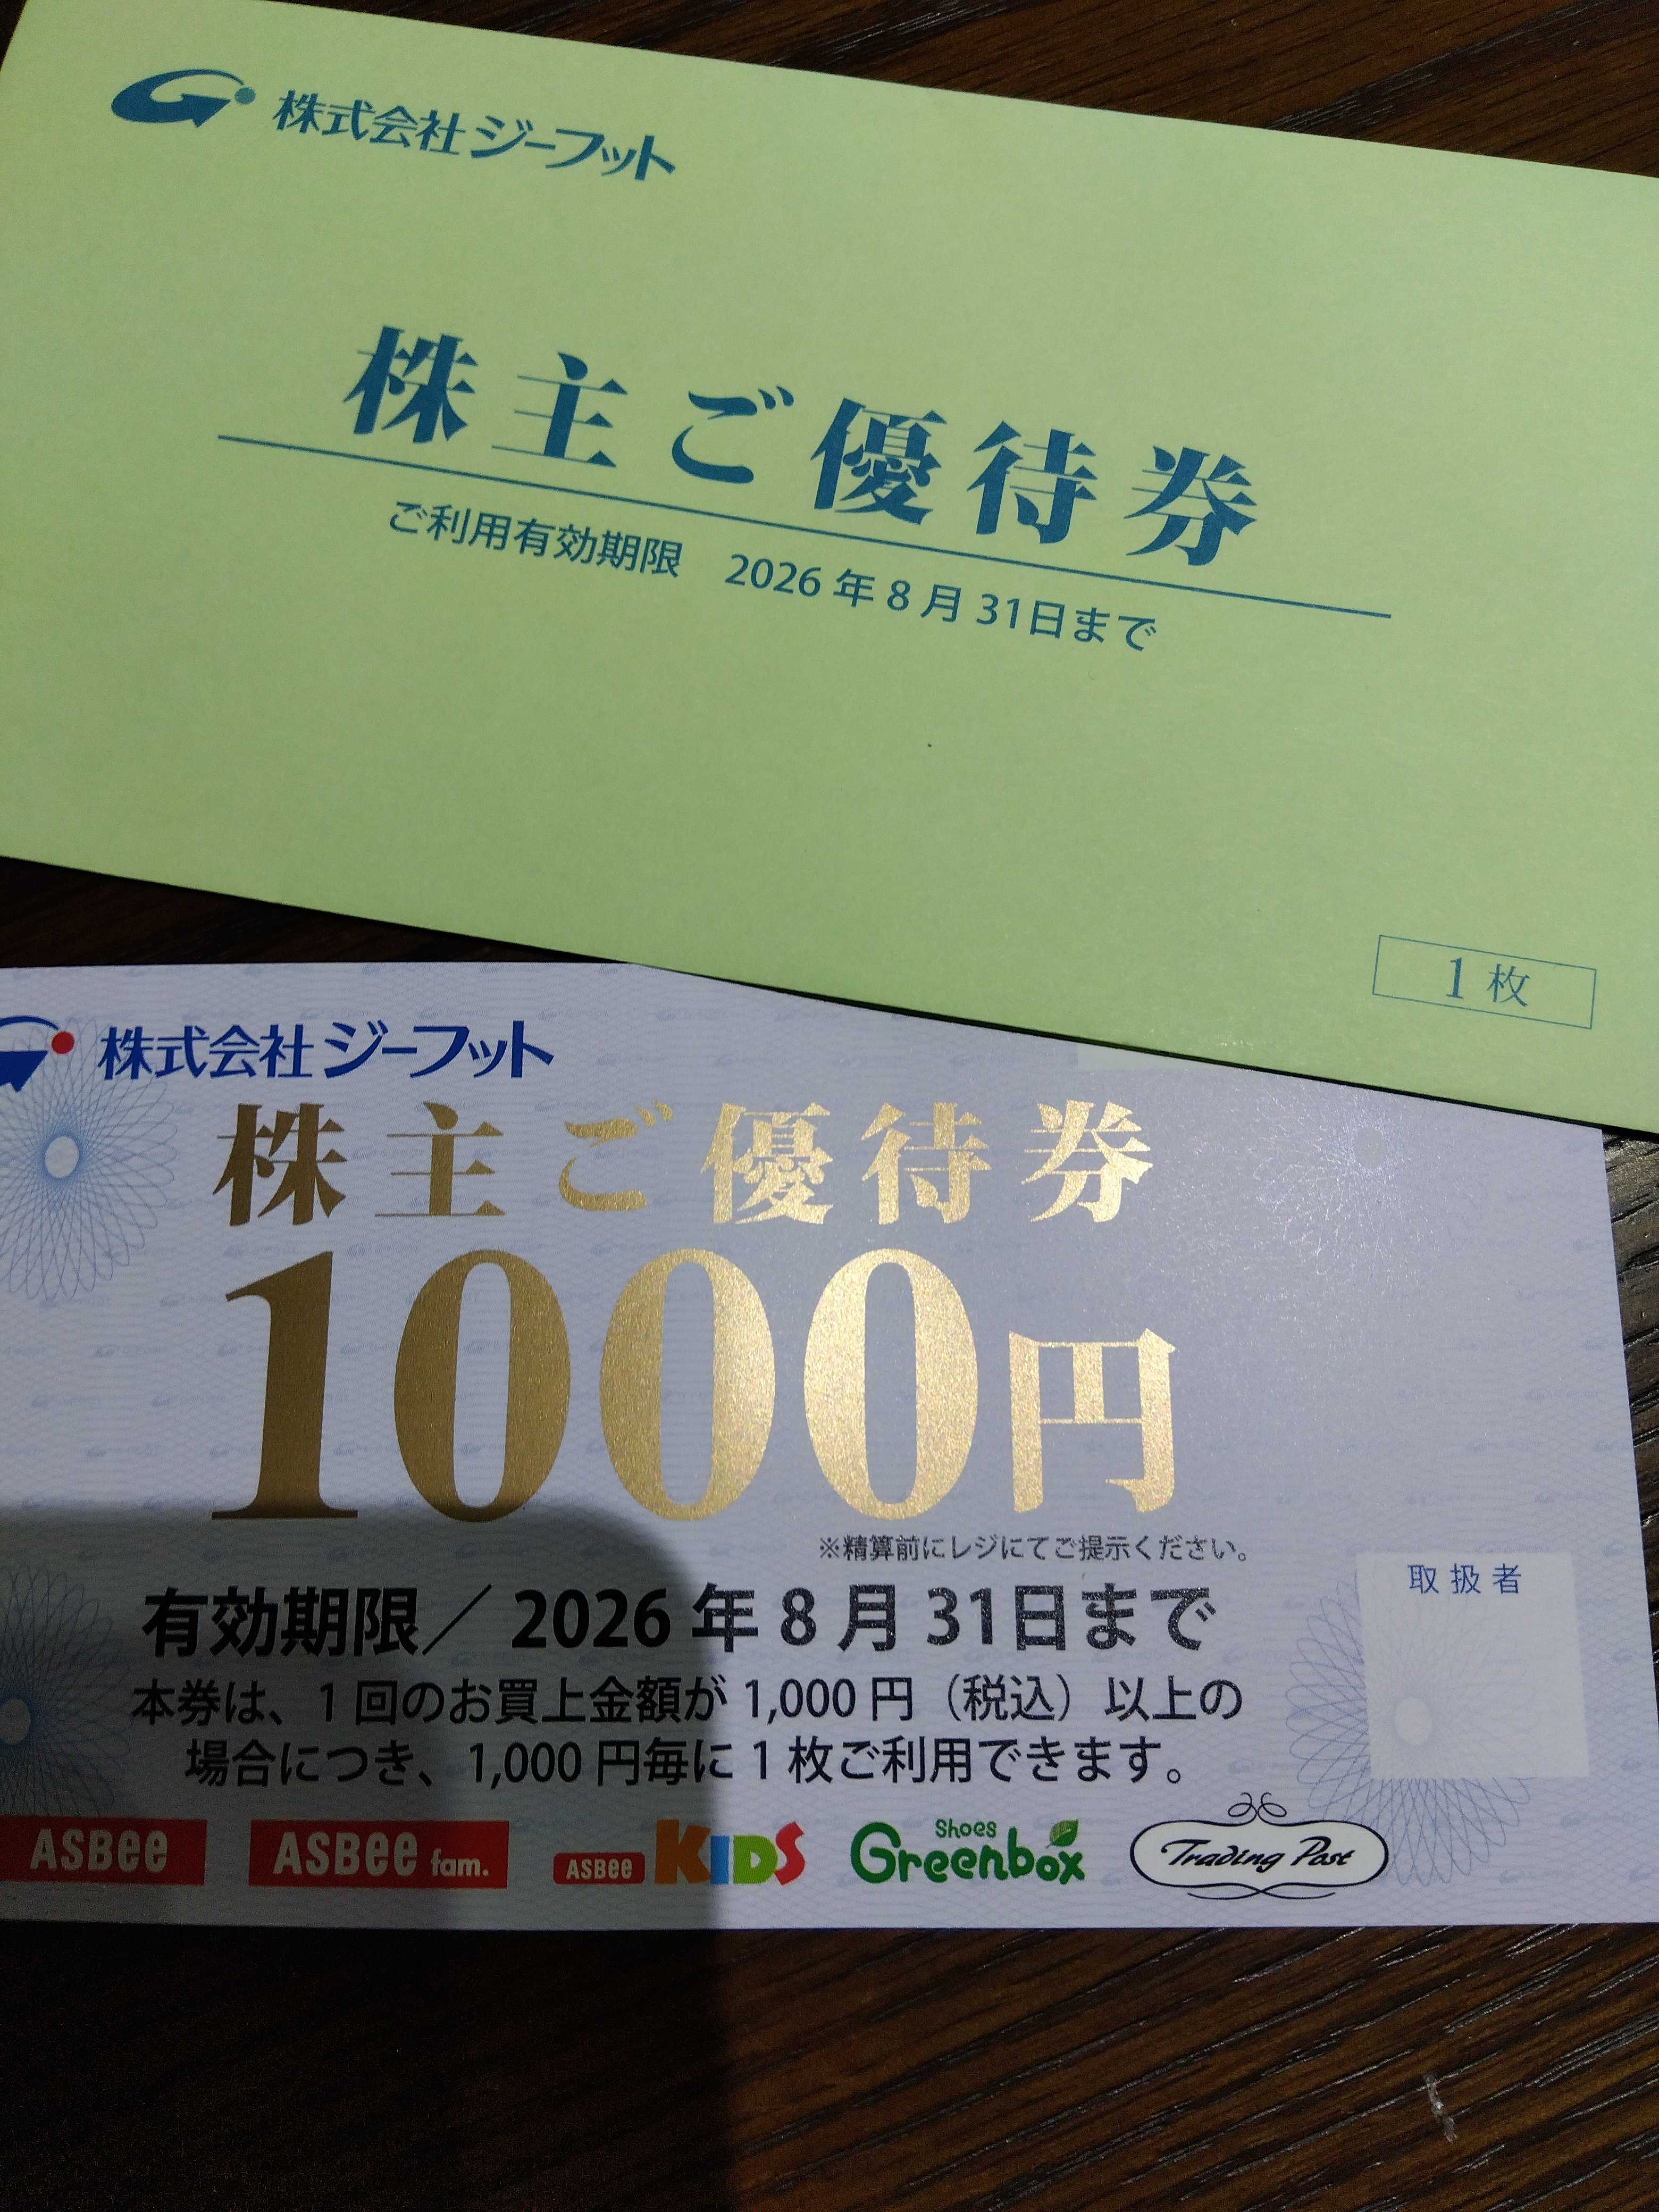 株式会社ジーフット
株主ご優待券
ご利用有効期限　2026年8月31日まで
1枚
株式会社ジーフット
株主ご優待券
1000円
※精算前にレジにてご提示ください。
有効期限／2026年8月31日まで
取扱者
本券は、1回のお買上金額が1,000円（税込）以上の
場合につき、1,000円毎に1枚ご利用できます。
ASBee
ASBee fam.
ASBee KIDS
Shoes
Greenbox
Trading Post